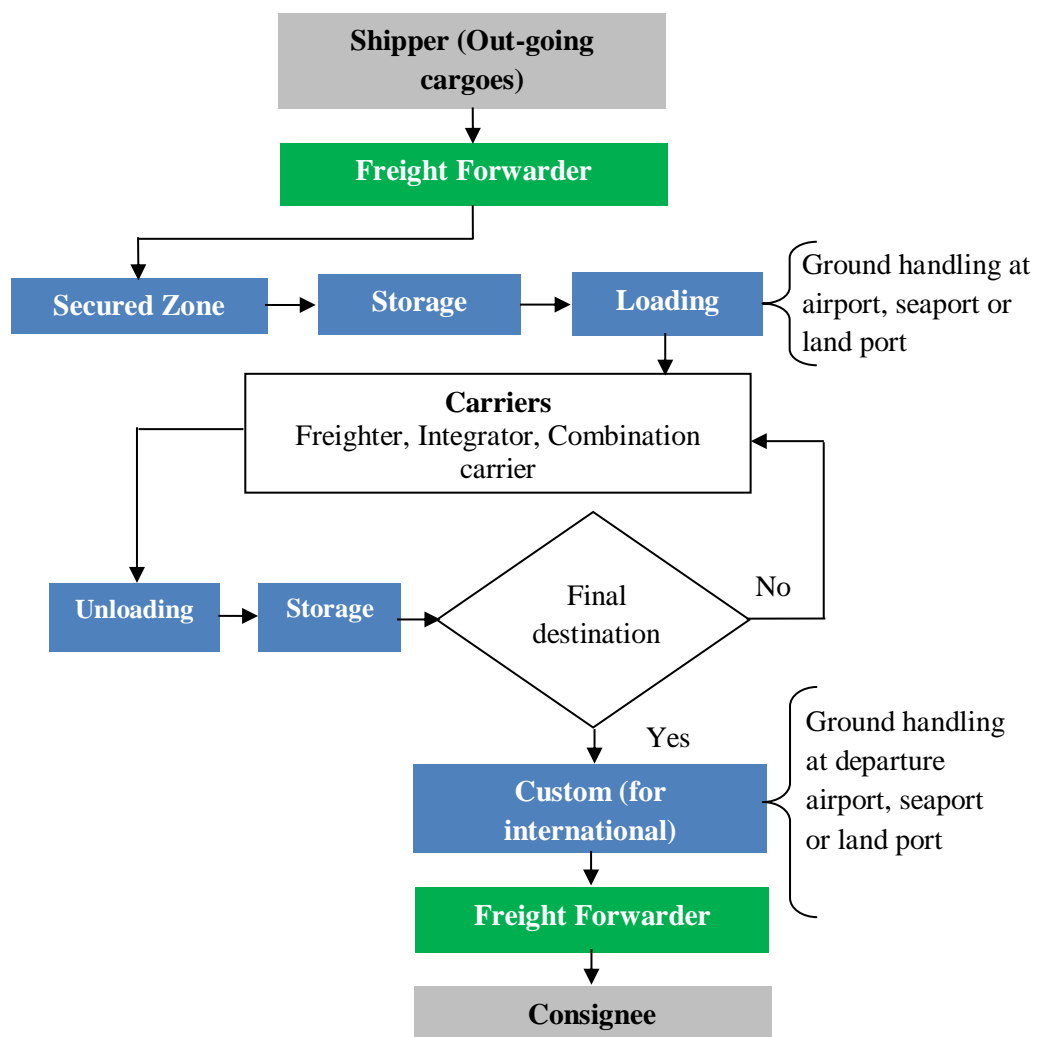 Shipper (Out-going
cargoes)
Freight Forwarder
Secured Zone
Storage
Loading
Ground handling at
airport, seaport or
land port
Carriers
Freighter, Integrator, Combination
carrier
Unloading
Storage
Final
destination
No
Yes
Custom (for
international)
Ground handling
at departure
airport, seaport
or land port
Freight Forwarder
Consignee